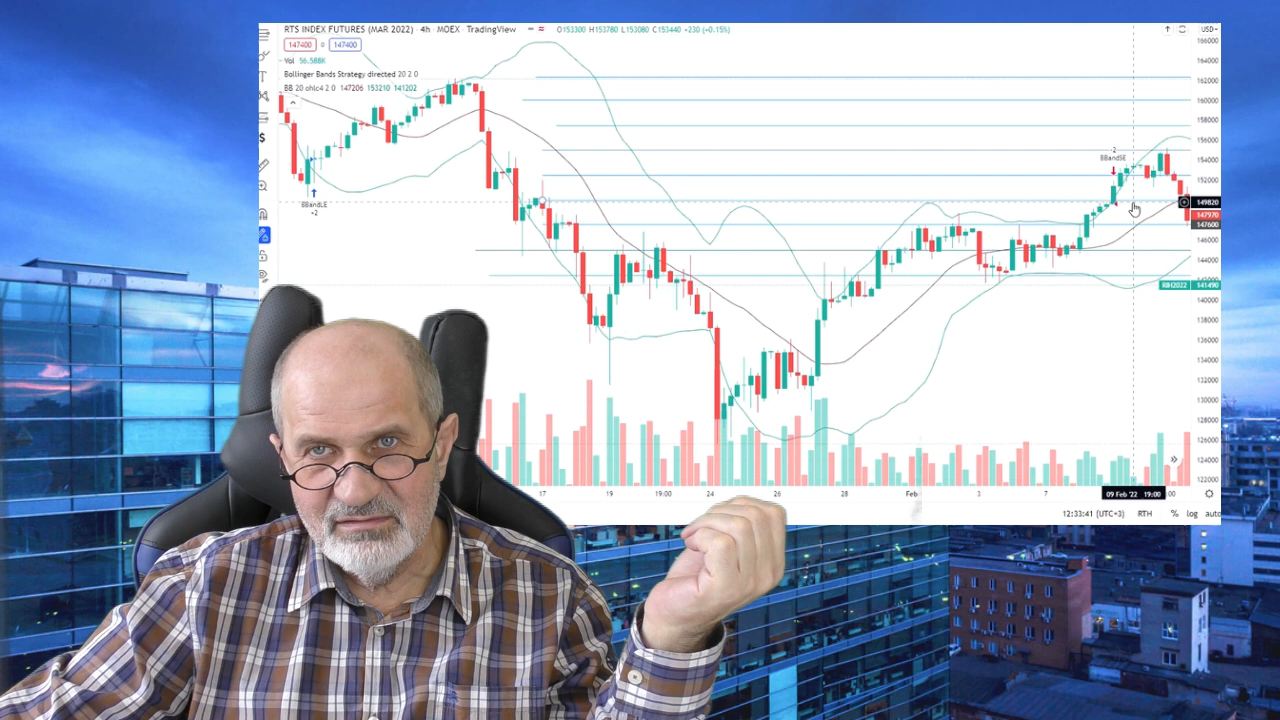 RTS INDEX FUTURES (MAR 2022) · 4h · MOEX · TradingView O153300 H153780 L153080 C153440 +230 (+0.15%)
147400 0 147400
Vol 56.588K
Bollinger Bands Strategy directed 20 2 0
BB 20 ohlc4 2 0 147206 153210 141202
USD
166000
164000
162000
160000
158000
156000
154000
152000
149820
147970
147600
146000
144000
RIH2022 141490
140000
138000
136000
134000
132000
130000
128000
126000
124000
122000
BBandLE
+2
-2
BBandSE
17 19 19:00 24 26 28 Feb 3 7 09 Feb '22 19:00 :00
12:33:41 (UTC+3) RTH % log auto